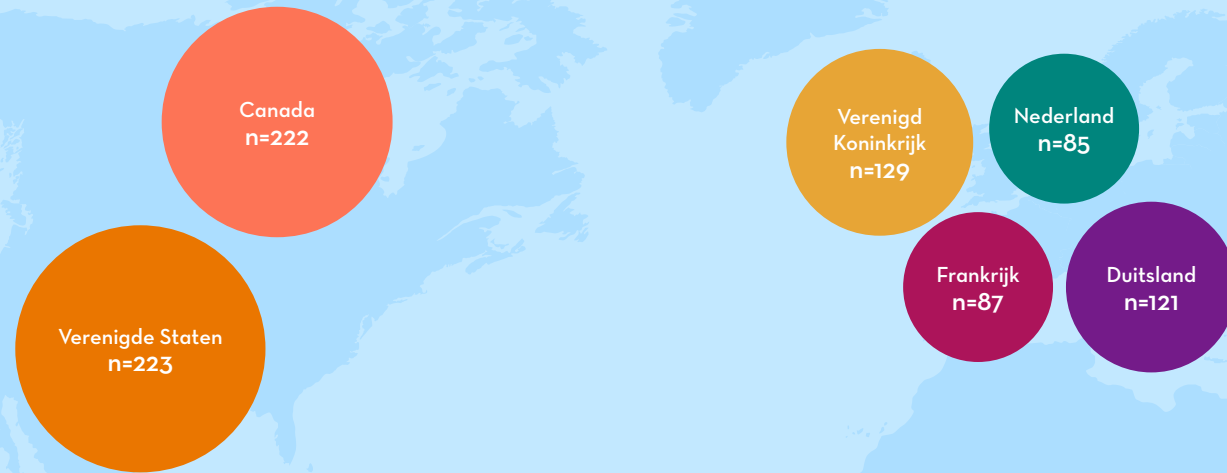 Canada
n=222
Verenigde Staten
n=223
Verenigd
Koninkrijk
n=129
Nederland
n=85
Frankrijk
n=87
Duitsland
n=121